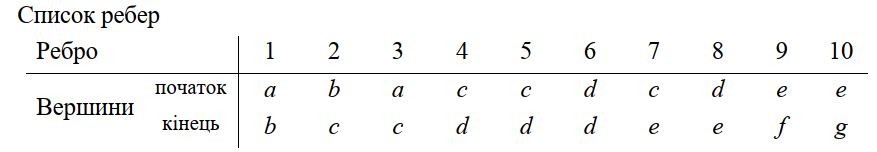 Список ребер
Ребро 1 2 3 4 5 6 7 8 9 10
Вершини початок a b a c c d c d e e
кінець b c c d d d e e f g